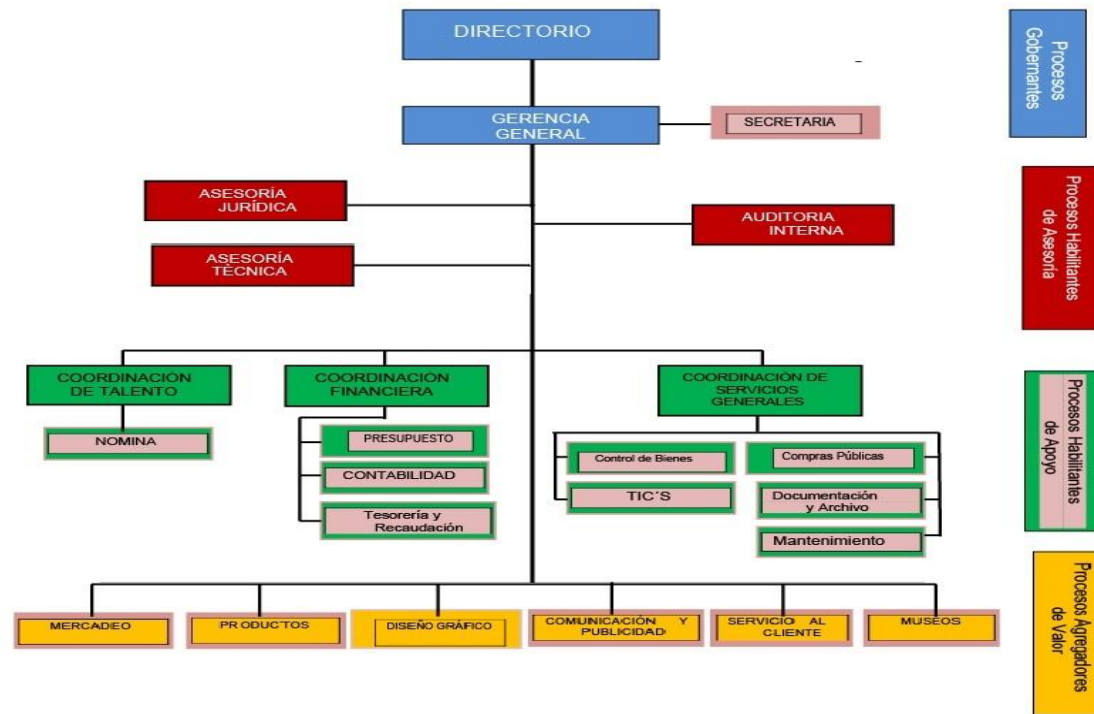 DIRECTORIO
Procesos
Gobernantes
GERENCIA
GENERAL
SECRETARIA
ASESORÍA
JURÍDICA
AUDITORIA
INTERNA
ASESORÍA
TÈCNICA
Procesos Habilitantes
de Asesoría
COORDINACIÓN
DE TALENTO
NOMINA
COORDINACIÓN
FINANCIERA
PRESUPUESTO
CONTABILIDAD
Tesorería y
Recaudación
COORDINACIÓN DE
SERVICIOS
GENERALES
Control de Bienes
TIC´S
Compras Públicas
Documentación
y Archivo
Mantenimiento
Procesos Habilitantes
de Apoyo
MERCADEO
PRODUCTOS
DISEÑO GRÁFICO
COMUNICACIÓN Y
PUBLICIDAD
SERVICIO AL
CLIENTE
MUSEOS
Procesos Agregadores
de Valor